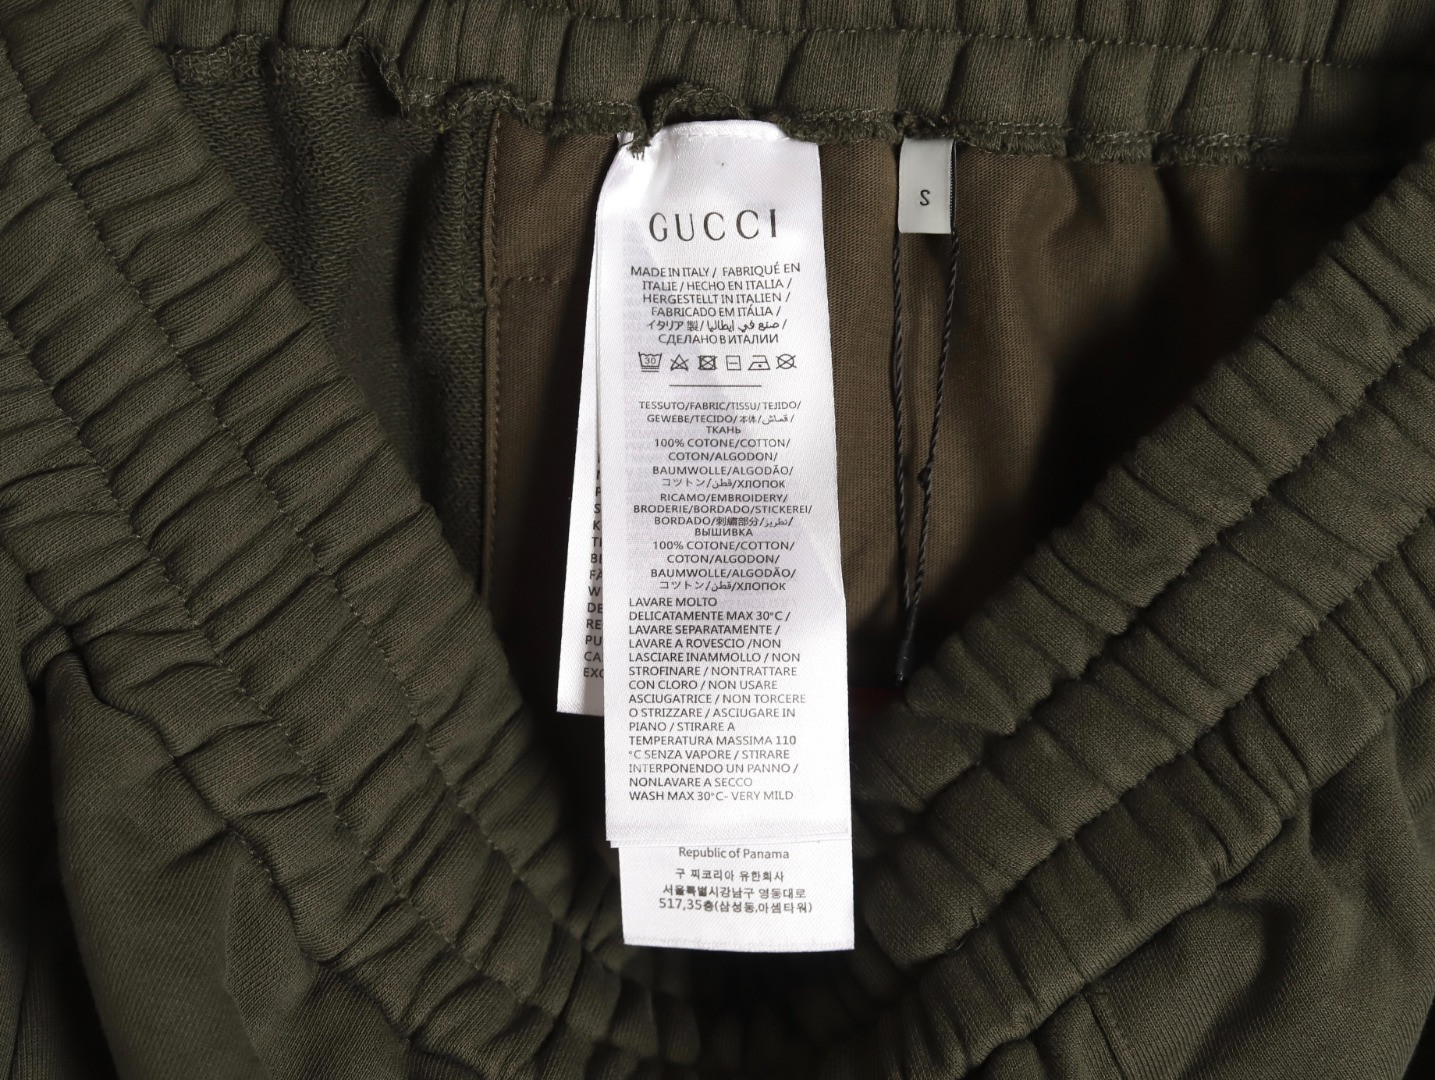 GUCCI
MADE IN ITALY / FABRIQUÉ EN
ITALIE / HECHO EN ITALIA /
HERGESTELLT IN ITALIEN /
FABRICADO EM ITÁLIA /
イタリア 製 / صنع في إيطاليا /
СДЕЛАНО В ИТАЛИИ
30
TESSUTO/FABRIC/TISSU/TEJIDO/
GEWEBE/TECIDO/本体/قماش/
ТКАНЬ
100% COTONE/COTTON/
COTON/ALGODON/
BAUMWOLLE/ALGODÃO/
コットン/قطن/ХЛОПОК
RICAMO/EMBROIDERY/
BRODERIE/BORDADO/STICKEREI/
BORDADO/刺繍部分/تطريز/
ВЫШИВКА
100% COTONE/COTTON/
COTON/ALGODON/
BAUMWOLLE/ALGODÃO/
コットン/قطن/ХЛОПОК
LAVARE MOLTO
DELICATAMENTE MAX 30°C /
LAVARE SEPARATAMENTE /
LAVARE A ROVESCIO /NON
LASCIARE INAMMOLLO / NON
STROFINARE / NONTRATTARE
CON CLORO / NON USARE
ASCIUGATRICE / NON TORCERE
O STRIZZARE / ASCIUGARE IN
PIANO / STIRARE A
TEMPERATURA MASSIMA 110
°C SENZA VAPORE / STIRARE
INTERPONENDO UN PANNO /
NONLAVARE A SECCO
WASH MAX 30°C- VERY MILD
Republic of Panama
구 찌코리아 유한회사
서울특별시강남구 영동대로
517,35층(삼성동,아셈타워)
S